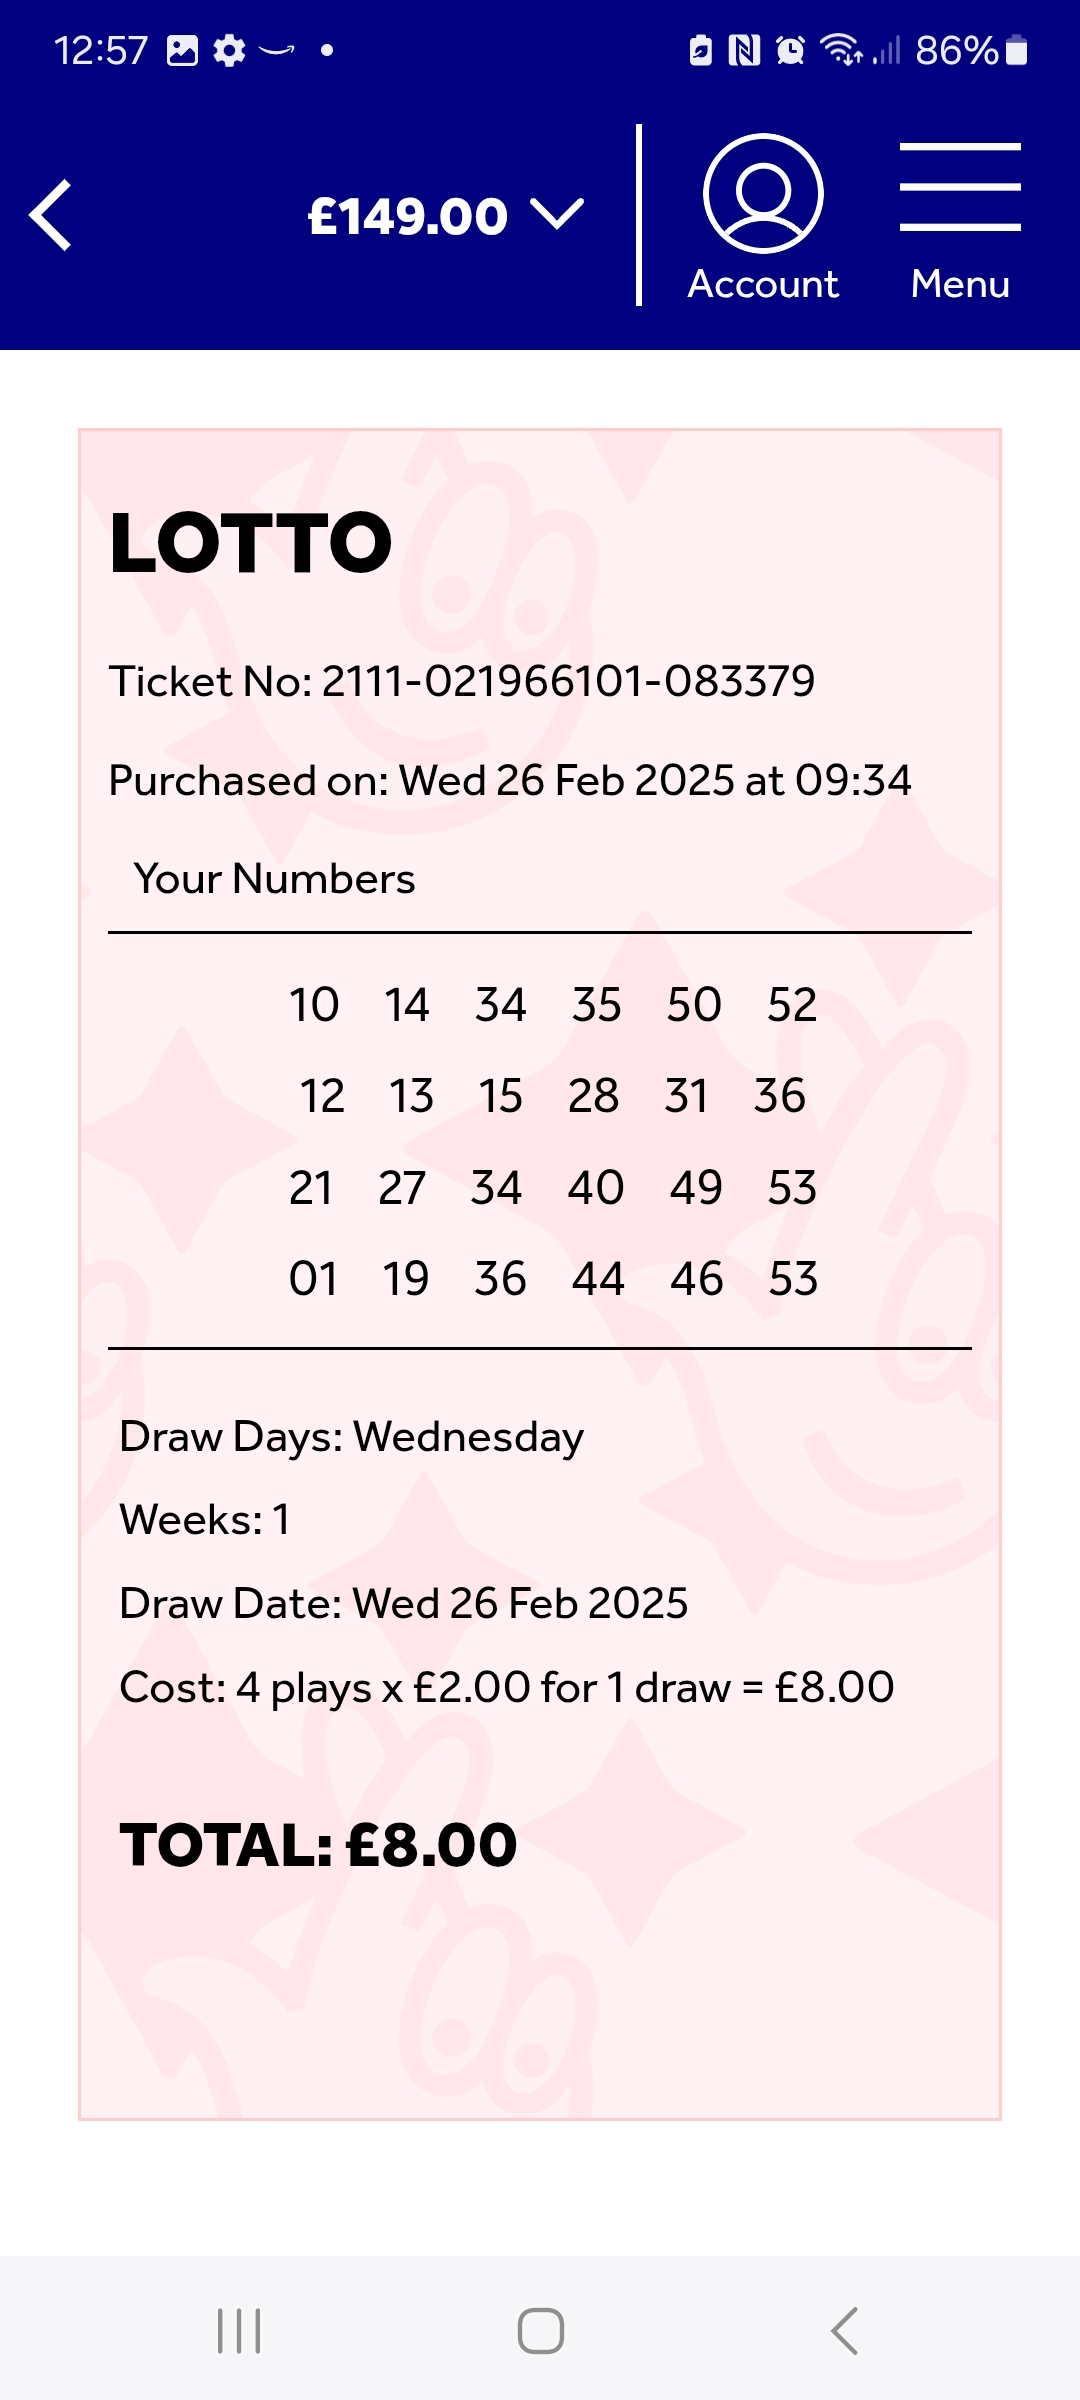 12:57
86%
£149.00
Account
Menu
LOTTO
Ticket No: 2111-021966101-083379
Purchased on: Wed 26 Feb 2025 at 09:34
Your Numbers
10 14 34 35 50 52
12 13 15 28 31 36
21 27 34 40 49 53
01 19 36 44 46 53
Draw Days: Wednesday
Weeks: 1
Draw Date: Wed 26 Feb 2025
Cost: 4 plays x £2.00 for 1 draw = £8.00
TOTAL: £8.00